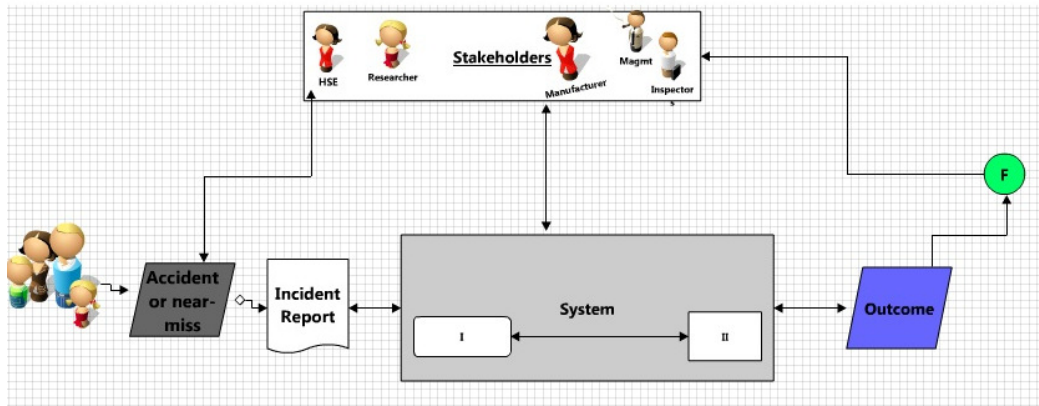 Stakeholders
HSE
Researcher
Manufacturer
Magmt
Inspector
s
F
Accident
or near-
miss
Incident
Report
System
I
II
Outcome